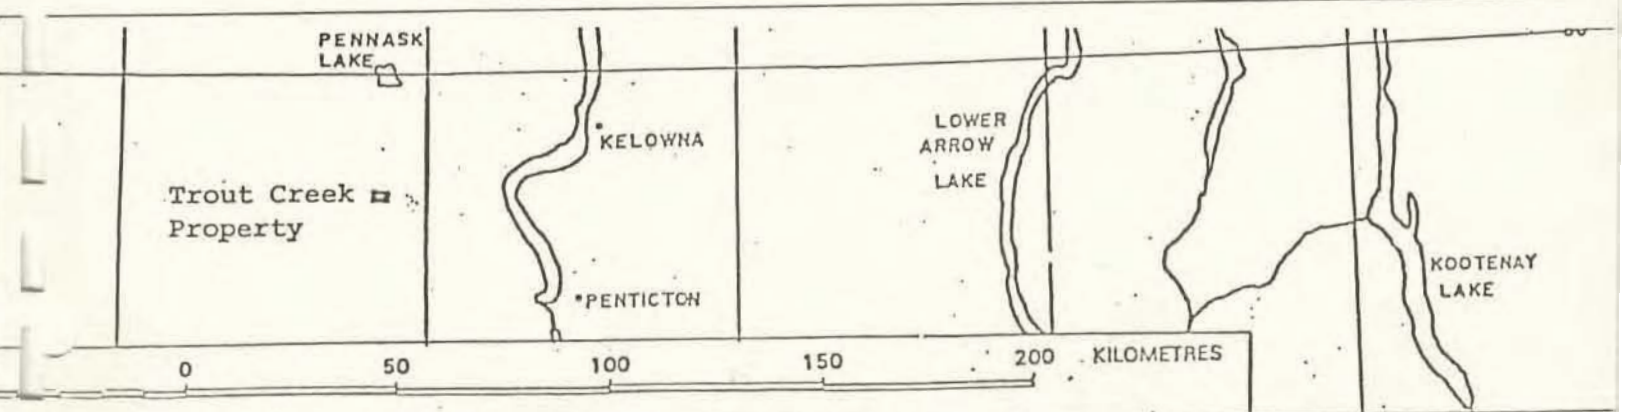 PENNASK
LAKE
KELOWNA
LOWER
ARROW
LAKE
Trout Creek
Property
PENTICTON
KOOTENAY
LAKE
0 50 100 150 200 KILOMETRES